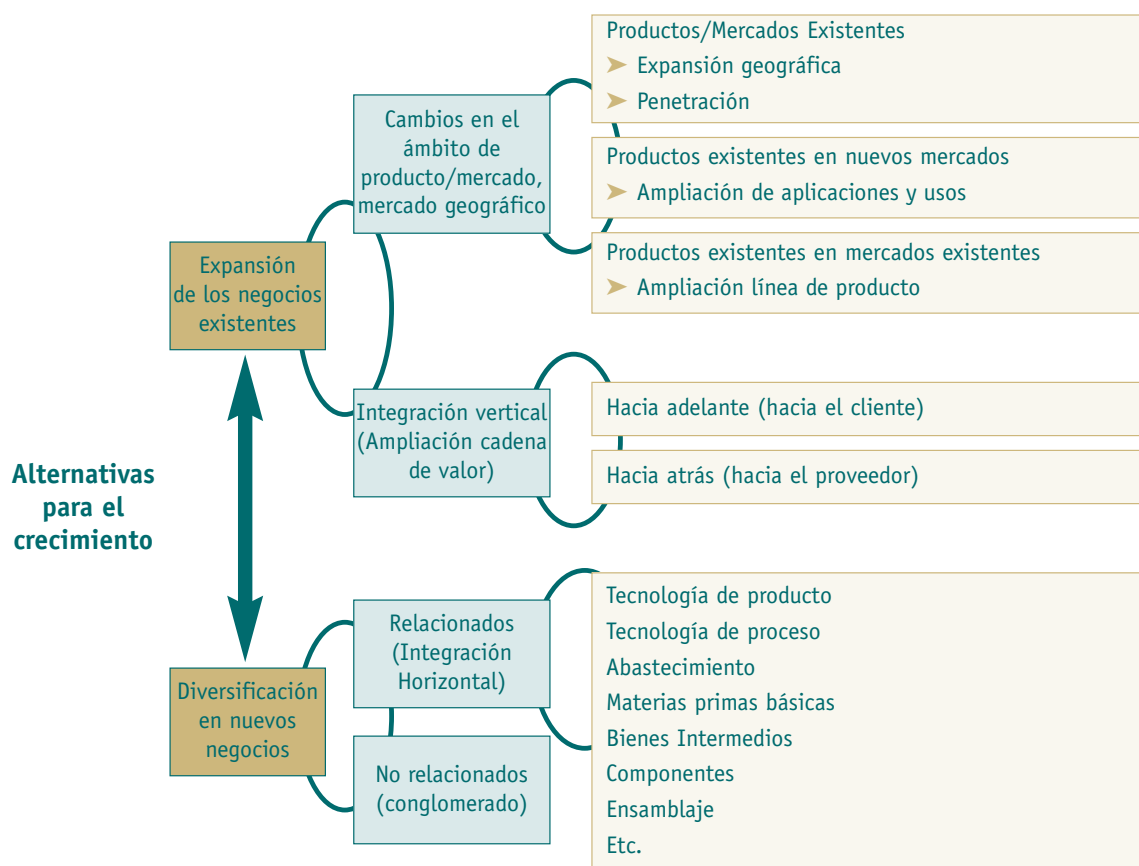 Alternativas
para el
crecimiento
Expansión
de los negocios
existentes
Cambios en el
ámbito de
producto/mercado,
mercado geográfico
Productos/Mercados Existentes
➤ Expansión geográfica
➤ Penetración
Productos existentes en nuevos mercados
➤ Ampliación de aplicaciones y usos
Productos existentes en mercados existentes
➤ Ampliación línea de producto
Integración vertical
(Ampliación cadena
de valor)
Hacia adelante (hacia el cliente)
Hacia atrás (hacia el proveedor)
Diversificación
en nuevos
negocios
Relacionados
(Integración
Horizontal)
No relacionados
(conglomerado)
Tecnología de producto
Tecnología de proceso
Abastecimiento
Materias primas básicas
Bienes Intermedios
Componentes
Ensamblaje
Etc.